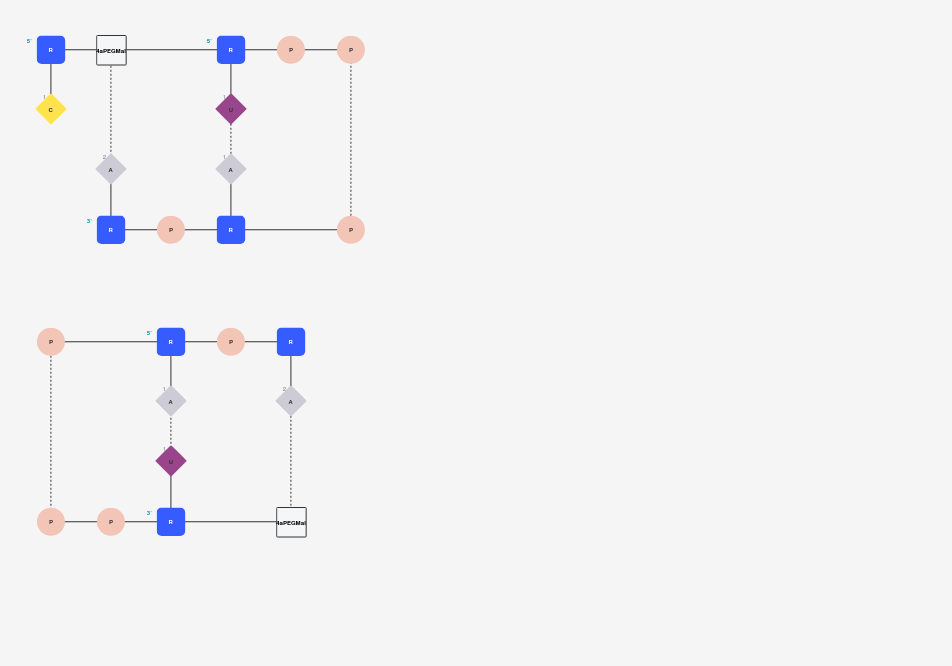 5' R 4aPEGMal 5' R P P
1 C 1 U
2 A 1 A
3' R P R P
P 5' R P R
1 A 2 A
1 U
P P 3' R 4aPEGMal